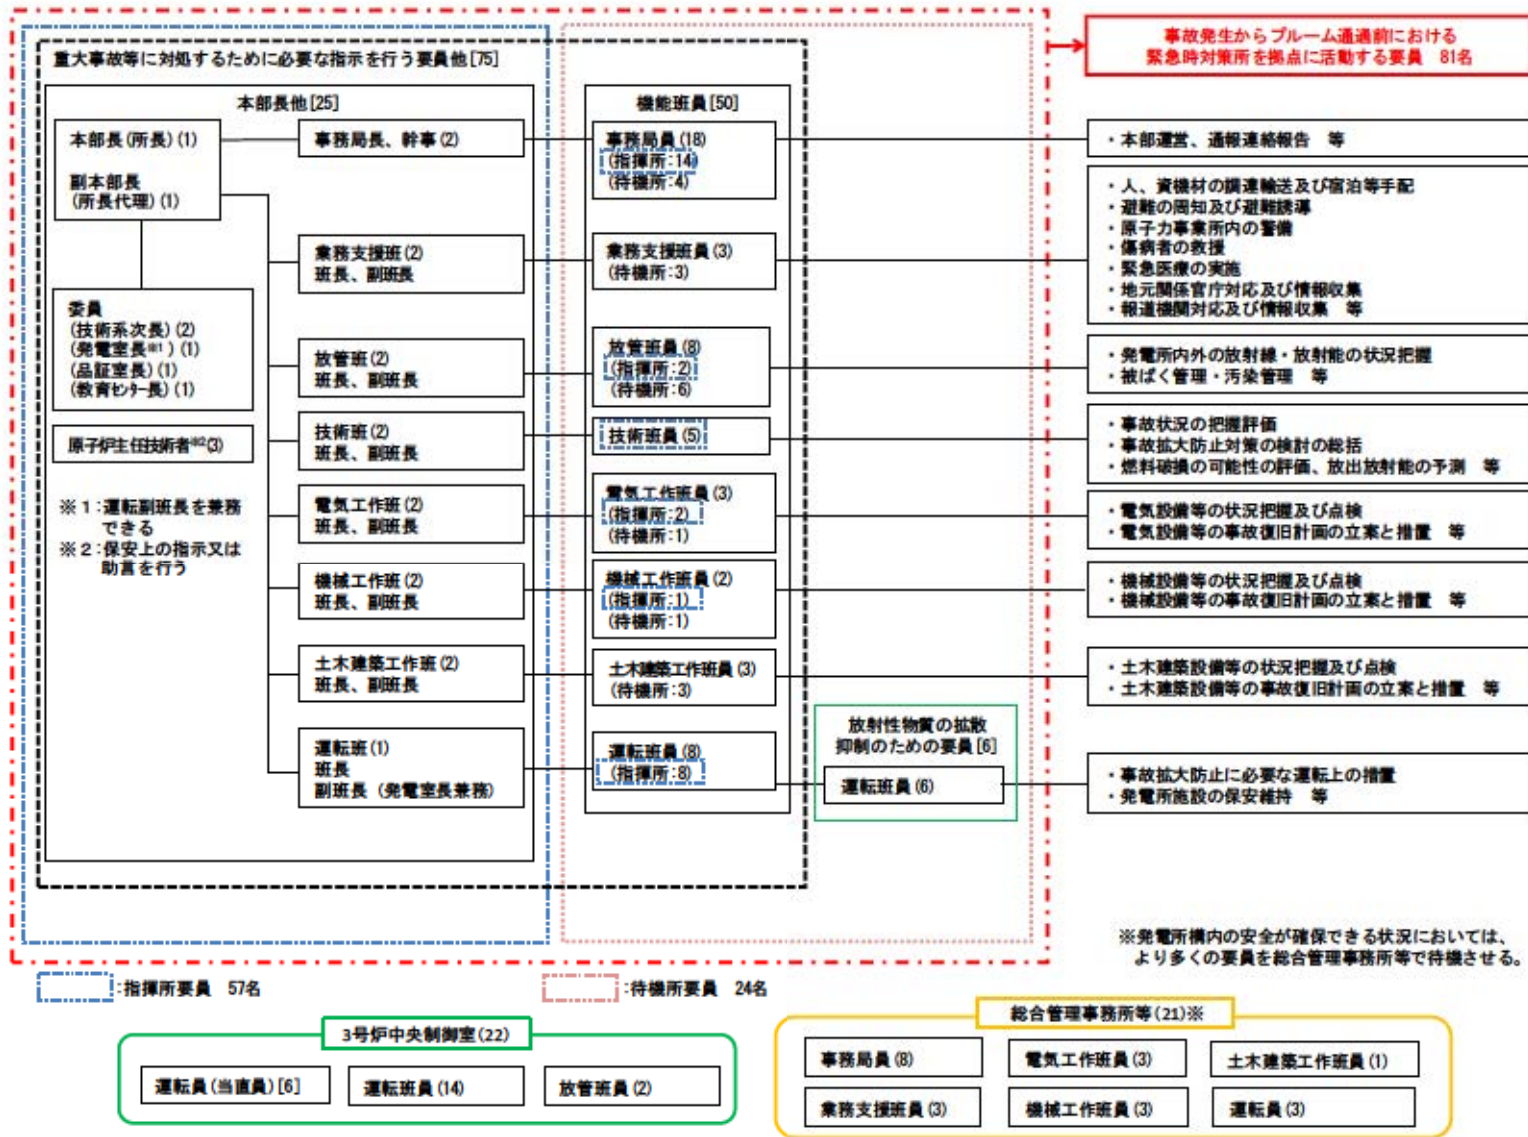 事故発生からプルーム通過前における
緊急時対策所を拠点に活動する要員 81名
重大事故等に対処するために必要な指示を行う要員他[75]
本部長他[25]
機能班員[50]
本部長(所長)(1)
副本部長
(所長代理)(1)
事務局長、幹事(2)
事務局員(18)
(指揮所:14)
(待機所:4)
・本部運営、通報連絡報告 等
業務支援班(2)
班長、副班長
業務支援班員(3)
(待機所:3)
・人、資機材の調達輸送及び宿泊等手配
・避難の周知及び避難誘導
・原子力事業所内の警備
・傷病者の救援
・緊急医療の実施
・地元関係官庁対応及び情報収集
・報道機関対応及び情報収集 等
委員
(技術系次長)(2)
(発電室長※1)(1)
(品証室長)(1)
(教育センター長)(1)
放管班(2)
班長、副班長
放管班員(8)
(指揮所:2)
(待機所:6)
・発電所内外の放射線・放射能の状況把握
・被ばく管理・汚染管理 等
原子炉主任技術者※2(3)
技術班(2)
班長、副班長
技術班員(5)
・事故状況の把握評価
・事故拡大防止対策の検討の総括
・燃料破損の可能性の評価、放出放射能の予測 等
※1:運転副班長を兼務
できる
※2:保安上の指示又は
助言を行う
電気工作班(2)
班長、副班長
電気工作班員(3)
(指揮所:2)
(待機所:1)
・電気設備等の状況把握及び点検
・電気設備等の事故復旧計画の立案と措置 等
機械工作班(2)
班長、副班長
機械工作班員(2)
(指揮所:1)
(待機所:1)
・機械設備等の状況把握及び点検
・機械設備等の事故復旧計画の立案と措置 等
土木建築工作班(2)
班長、副班長
土木建築工作班員(3)
(待機所:3)
・土木建築設備等の状況把握及び点検
・土木建築設備等の事故復旧計画の立案と措置 等
運転班(1)
班長
副班長(発電室長兼務)
運転班員(8)
(指揮所:8)
放射性物質の拡散
抑制のための要員[6]
運転班員(6)
・事故拡大防止に必要な運転上の措置
・発電所施設の保安維持 等
※発電所構内の安全が確保できる状況においては、
より多くの要員を総合管理事務所等で待機させる。
:指揮所要員 57名
:待機所要員 24名
3号炉中央制御室(22)
運転員(当直員)[6]
運転班員(14)
放管班員(2)
総合管理事務所等(21)※
事務局員(8)
電気工作班員(3)
土木建築工作班員(1)
業務支援班員(3)
機械工作班員(3)
運転員(3)